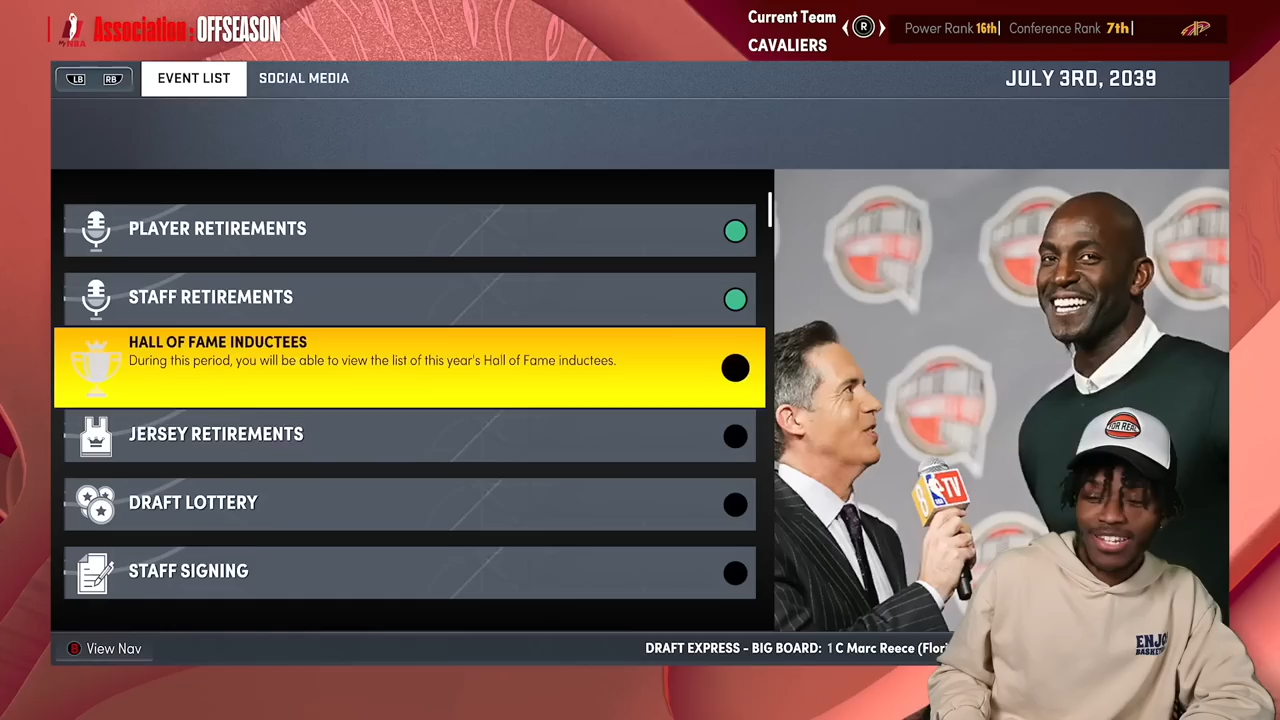 MyNBA
Association: OFFSEASON
Current Team
CAVALIERS
R
Power Rank 16th
Conference Rank 7th
LB
RB
EVENT LIST
SOCIAL MEDIA
JULY 3RD, 2039
PLAYER RETIREMENTS
STAFF RETIREMENTS
HALL OF FAME INDUCTEES
During this period, you will be able to view the list of this year's Hall of Fame inductees.
JERSEY RETIREMENTS
DRAFT LOTTERY
STAFF SIGNING
TV
FOR REAL
ENJOY
BASKETBALL
B View Nav
DRAFT EXPRESS - BIG BOARD: 1 C Marc Reece (Flori